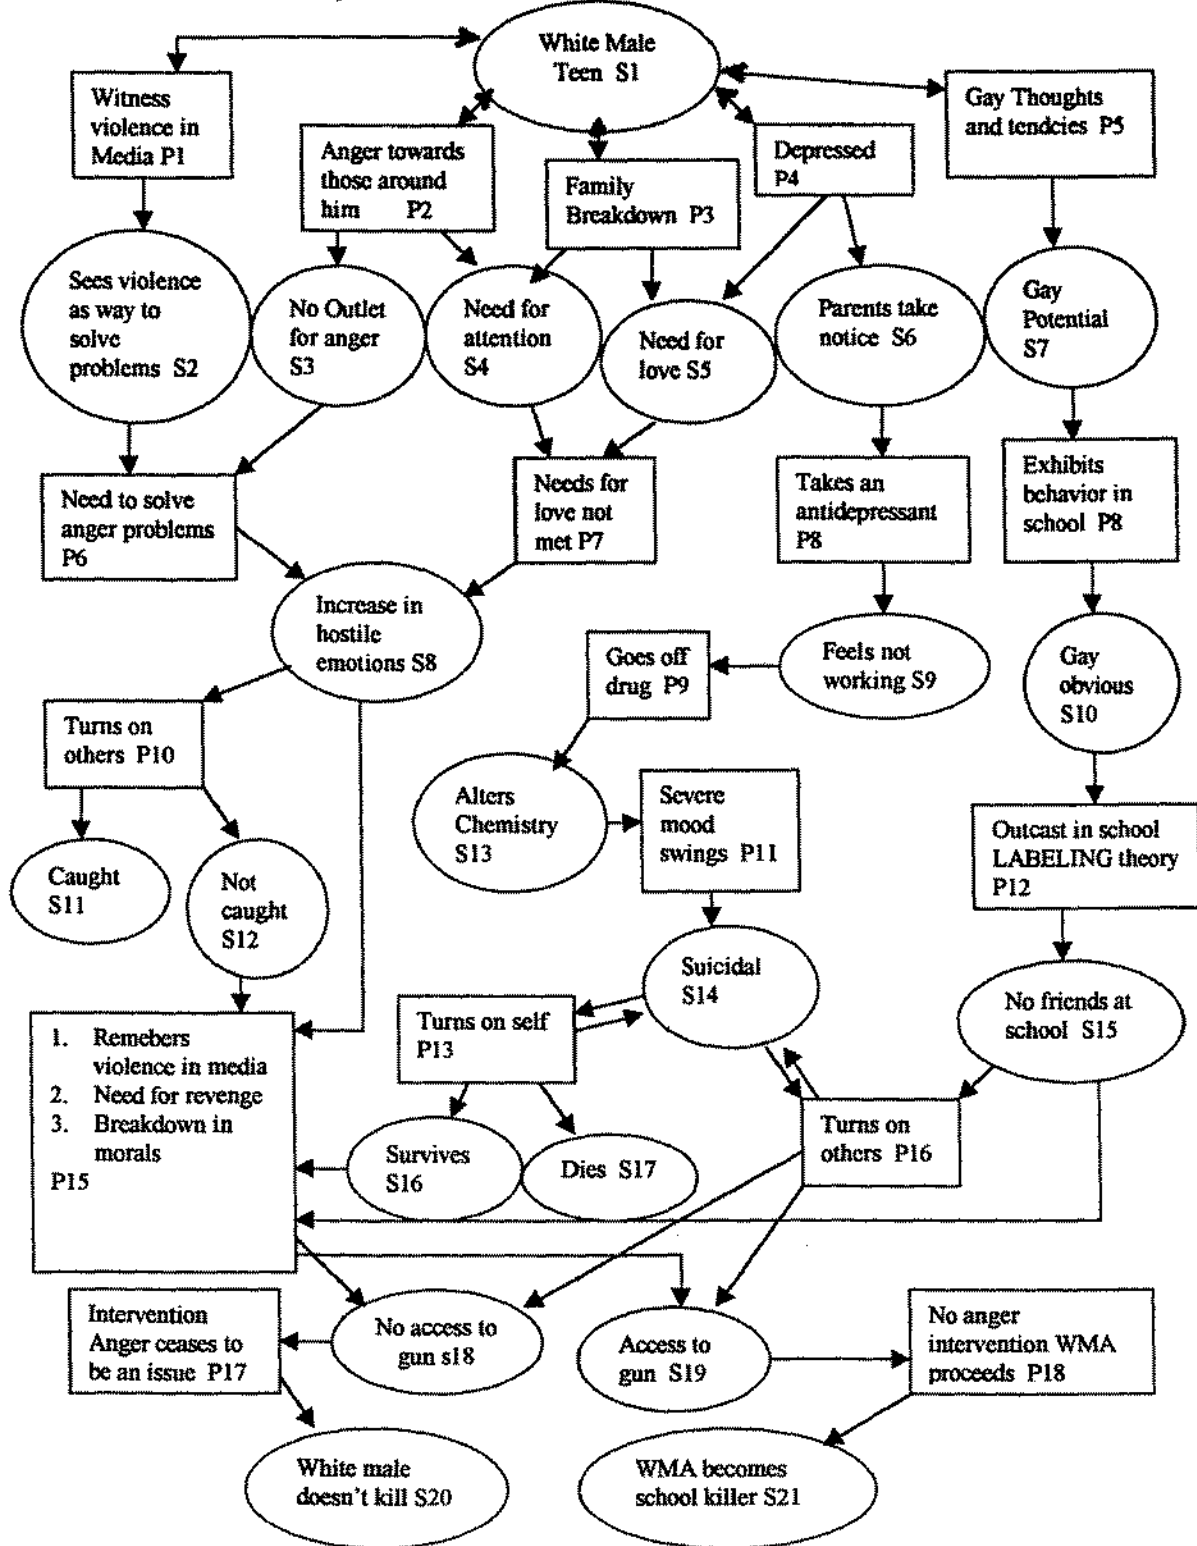 White Male
Teen S1
Witness
violence in
Media P1
Anger towards
those around
him P2
Family
Breakdown P3
Depressed
P4
Gay Thoughts
and tendcies P5
Sees violence
as way to
solve
problems S2
No Outlet
for anger
S3
Need for
attention
S4
Need for
love S5
Parents take
notice S6
Gay
Potential
S7
Need to solve
anger problems
P6
Needs for
love not
met P7
Takes an
antidepressant
P8
Exhibits
behavior in
school P8
Increase in
hostile
emotions S8
Goes off
drug P9
Feels not
working S9
Gay
obvious
S10
Turns on
others P10
Alters
Chemistry
S13
Severe
mood
swings P11
Outcast in school
LABELING theory
P12
Caught
S11
Not
caught
S12
Suicidal
S14
No friends at
school S15
Turns on self
P13
1. Remebers
violence in media
2. Need for revenge
3. Breakdown in
morals
P15
Survives
S16
Dies S17
Turns on
others P16
Intervention
Anger ceases to
be an issue P17
No access to
gun s18
Access to
gun S19
No anger
intervention WMA
proceeds P18
White male
doesn't kill S20
WMA becomes
school killer S21